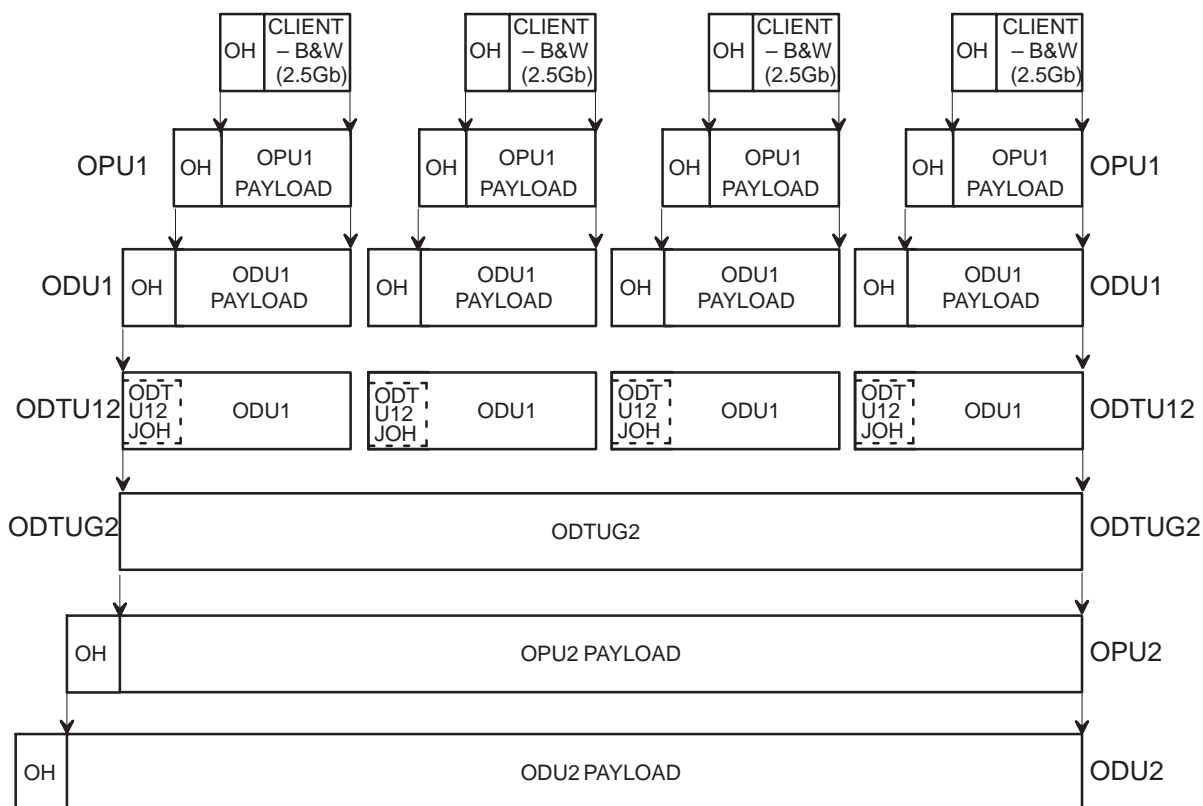 OH CLIENT – B&W (2.5Gb) OH CLIENT – B&W (2.5Gb) OH CLIENT – B&W (2.5Gb) OH CLIENT – B&W (2.5Gb)
OPU1 OH OPU1 PAYLOAD OH OPU1 PAYLOAD OH OPU1 PAYLOAD OH OPU1 PAYLOAD OPU1
ODU1 OH ODU1 PAYLOAD OH ODU1 PAYLOAD OH ODU1 PAYLOAD OH ODU1 PAYLOAD ODU1
ODTU12 ODT U12 JOH ODU1 ODT U12 JOH ODU1 ODT U12 JOH ODU1 ODT U12 JOH ODU1 ODTU12
ODTUG2 ODTUG2 ODTUG2
OH OPU2 PAYLOAD OPU2
OH ODU2 PAYLOAD ODU2